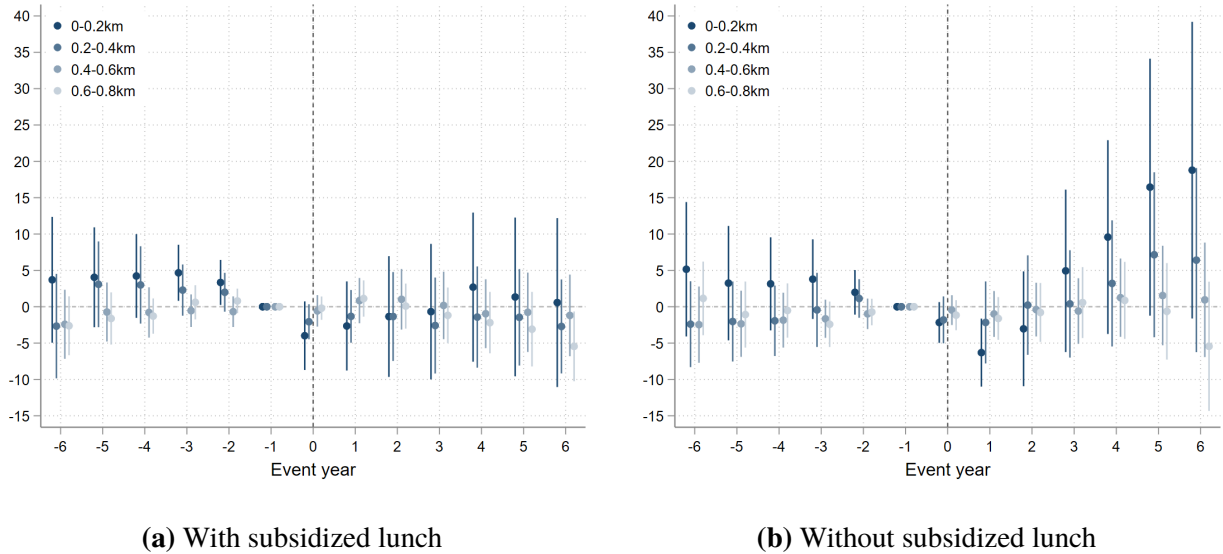 40
35
30
25
20
15
10
5
0
-5
-10
-15
0-0.2km
0.2-0.4km
0.4-0.6km
0.6-0.8km
-6 -5 -4 -3 -2 -1 0 1 2 3 4 5 6
Event year
(a) With subsidized lunch
40
35
30
25
20
15
10
5
0
-5
-10
-15
0-0.2km
0.2-0.4km
0.4-0.6km
0.6-0.8km
-6 -5 -4 -3 -2 -1 0 1 2 3 4 5 6
Event year
(b) Without subsidized lunch